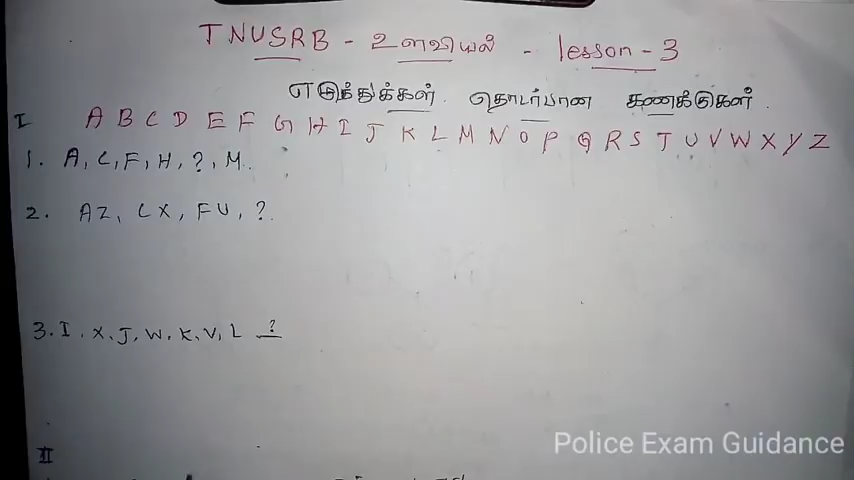 TNUSRB - உளவியல் - lesson - 3
எழுத்துக்கள் தொடர்பான கணக்குகள்.
I A B C D E F G H I J K L M N O P Q R S T U V W X Y Z
1. A, C, F, H, ?, M.
2. AZ, CX, FU, ?.
3. I, X, J, W, K, V, L ?
II
Police Exam Guidance